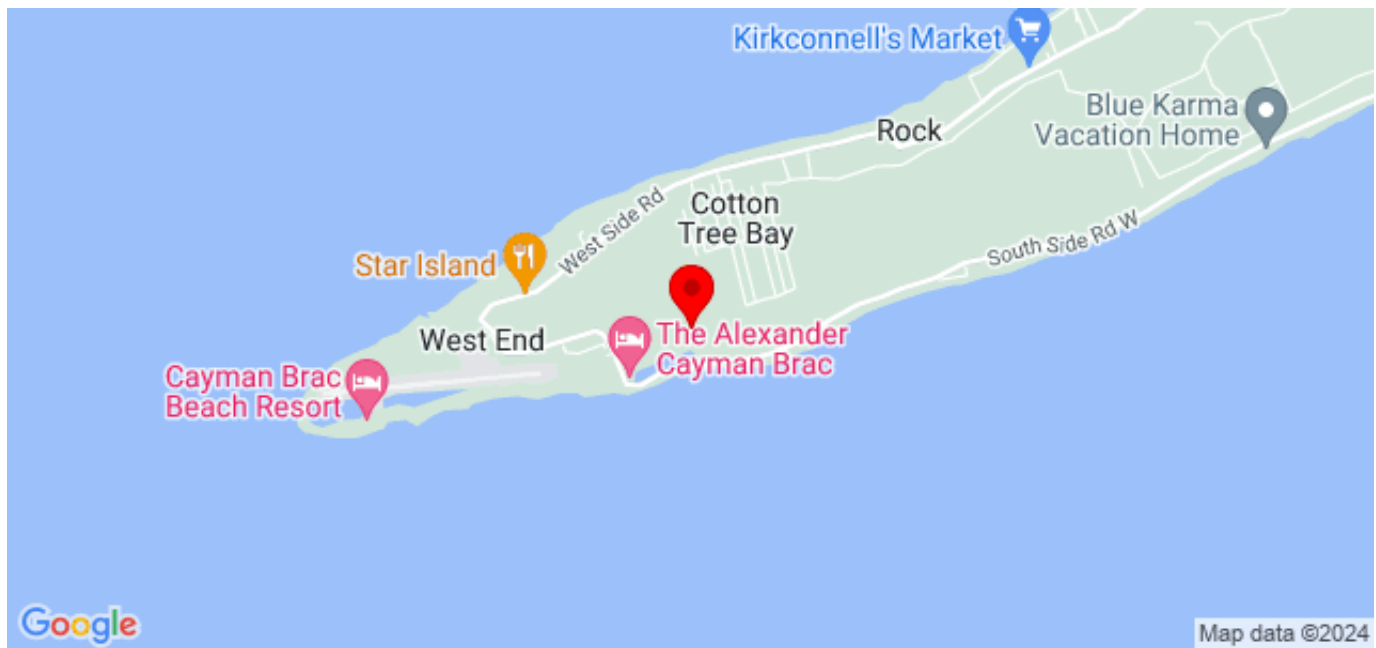 Kirkconnell's Market
Blue Karma
Vacation Home
Rock
Cotton
Tree Bay
West Side Rd
South Side Rd W
Star Island
West End
The Alexander
Cayman Brac
Cayman Brac
Beach Resort
Google
Map data ©2024